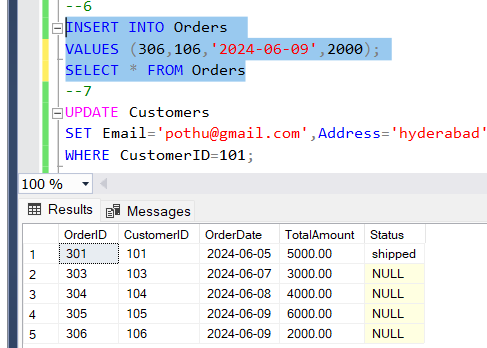 --6
INSERT INTO Orders
VALUES (306,106,'2024-06-09',2000);
SELECT * FROM Orders
--7
UPDATE Customers
SET Email='pothu@gmail.com',Address='hyderabad'
WHERE CustomerID=101;
100 %
Results Messages
OrderID CustomerID OrderDate TotalAmount Status
1 301 101 2024-06-05 5000.00 shipped
2 303 103 2024-06-07 3000.00 NULL
3 304 104 2024-06-08 4000.00 NULL
4 305 105 2024-06-09 6000.00 NULL
5 306 106 2024-06-09 2000.00 NULL